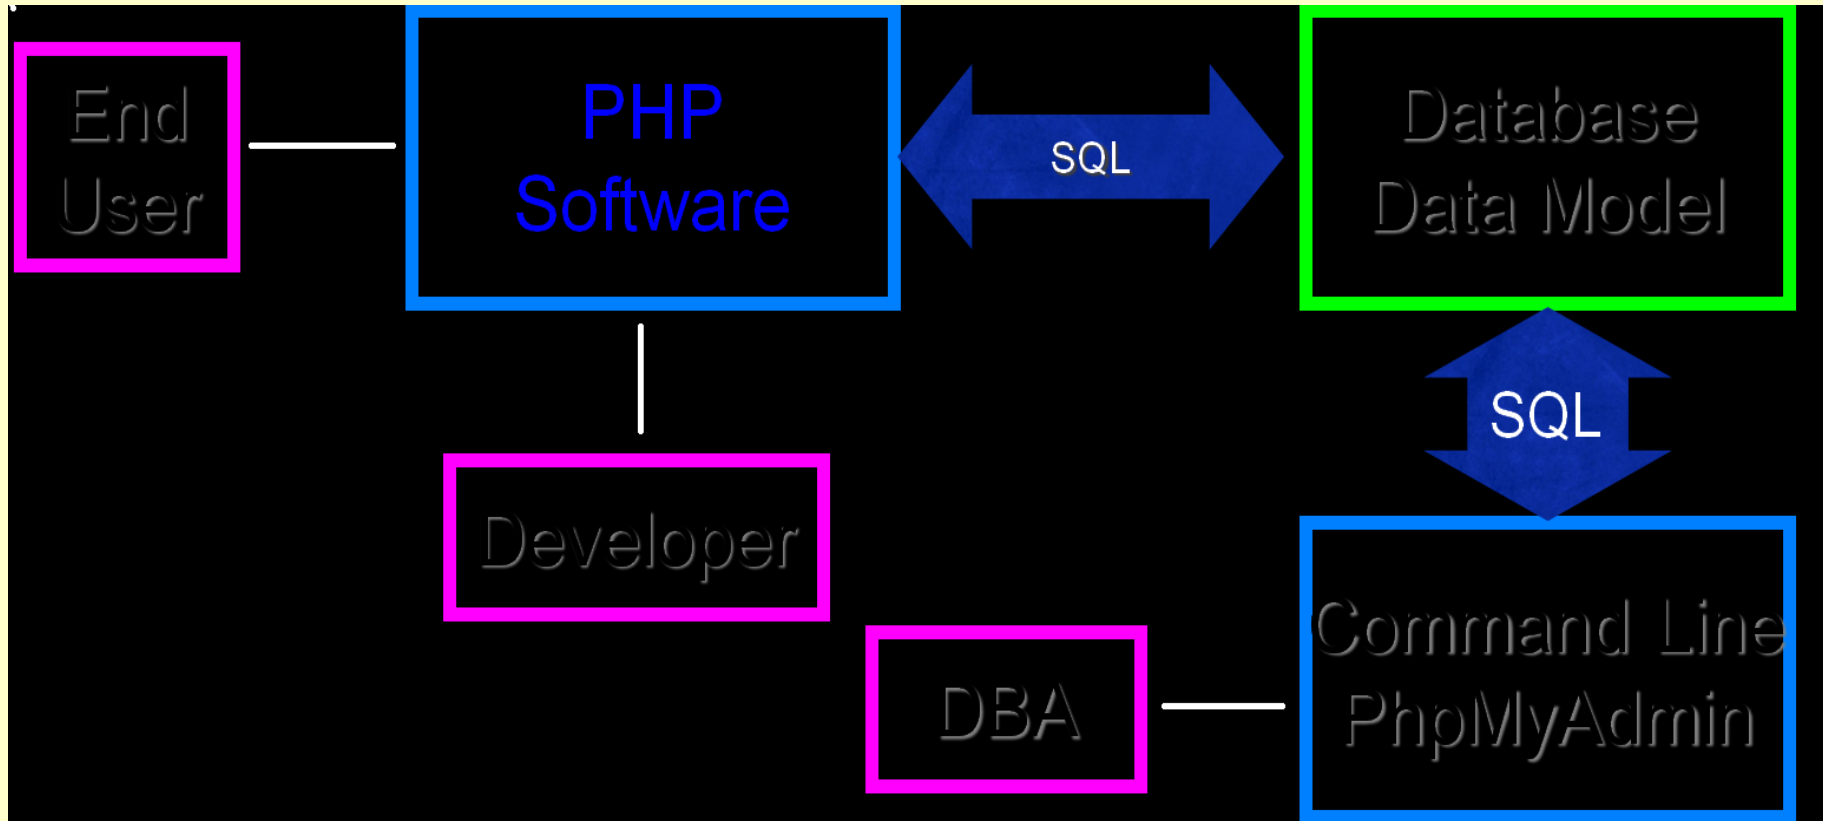 End
User
PHP
Software
SQL
Database
Data Model
SQL
Developer
DBA
Command Line
PhpMyAdmin